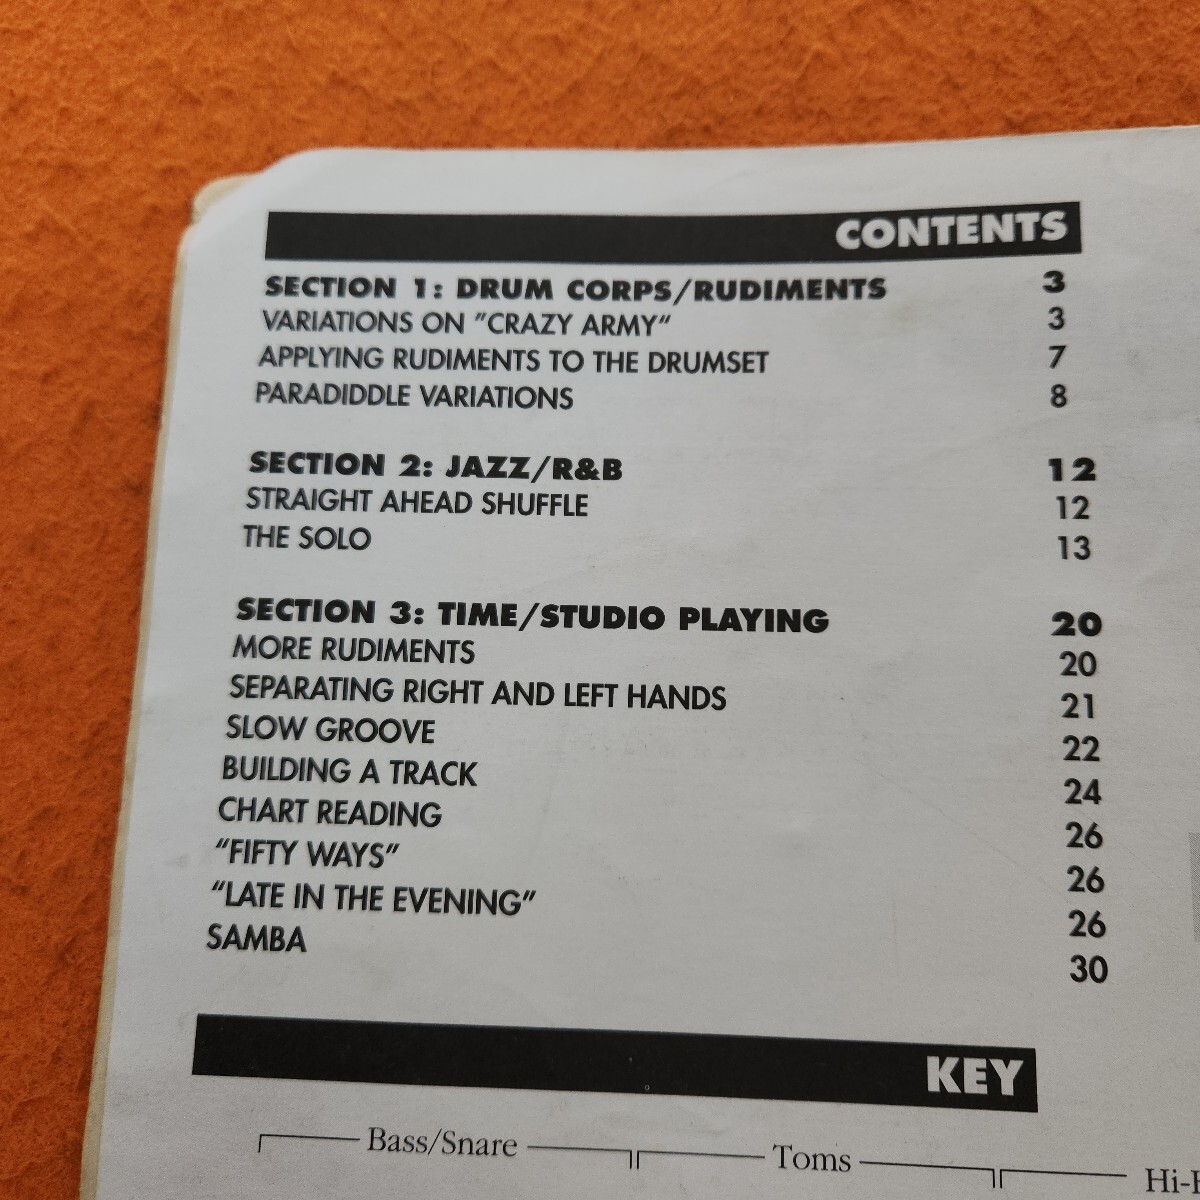 CONTENTS
SECTION 1: DRUM CORPS/RUDIMENTS 3
VARIATIONS ON "CRAZY ARMY" 3
APPLYING RUDIMENTS TO THE DRUMSET 7
PARADIDDLE VARIATIONS 8
SECTION 2: JAZZ/R&B 12
STRAIGHT AHEAD SHUFFLE 12
THE SOLO 13
SECTION 3: TIME/STUDIO PLAYING 20
MORE RUDIMENTS 20
SEPARATING RIGHT AND LEFT HANDS 21
SLOW GROOVE 22
BUILDING A TRACK 24
CHART READING 26
"FIFTY WAYS" 26
"LATE IN THE EVENING" 26
SAMBA 30
KEY
Bass/Snare Toms